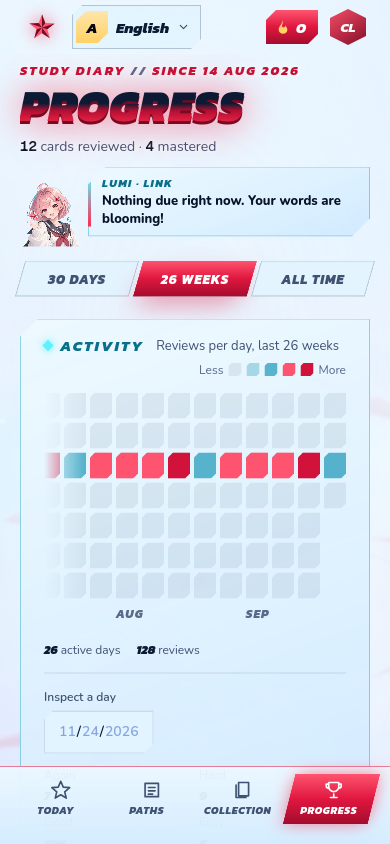 A English 0 CL
STUDY DIARY // SINCE 14 AUG 2026
PROGRESS
12 cards reviewed · 4 mastered
LUMI · LINK
Nothing due right now. Your words are
blooming!
30 DAYS 26 WEEKS ALL TIME
ACTIVITY Reviews per day, last 26 weeks
Less More
AUG SEP
26 active days 128 reviews
Inspect a day
11/24/2026
TODAY PATHS COLLECTION PROGRESS